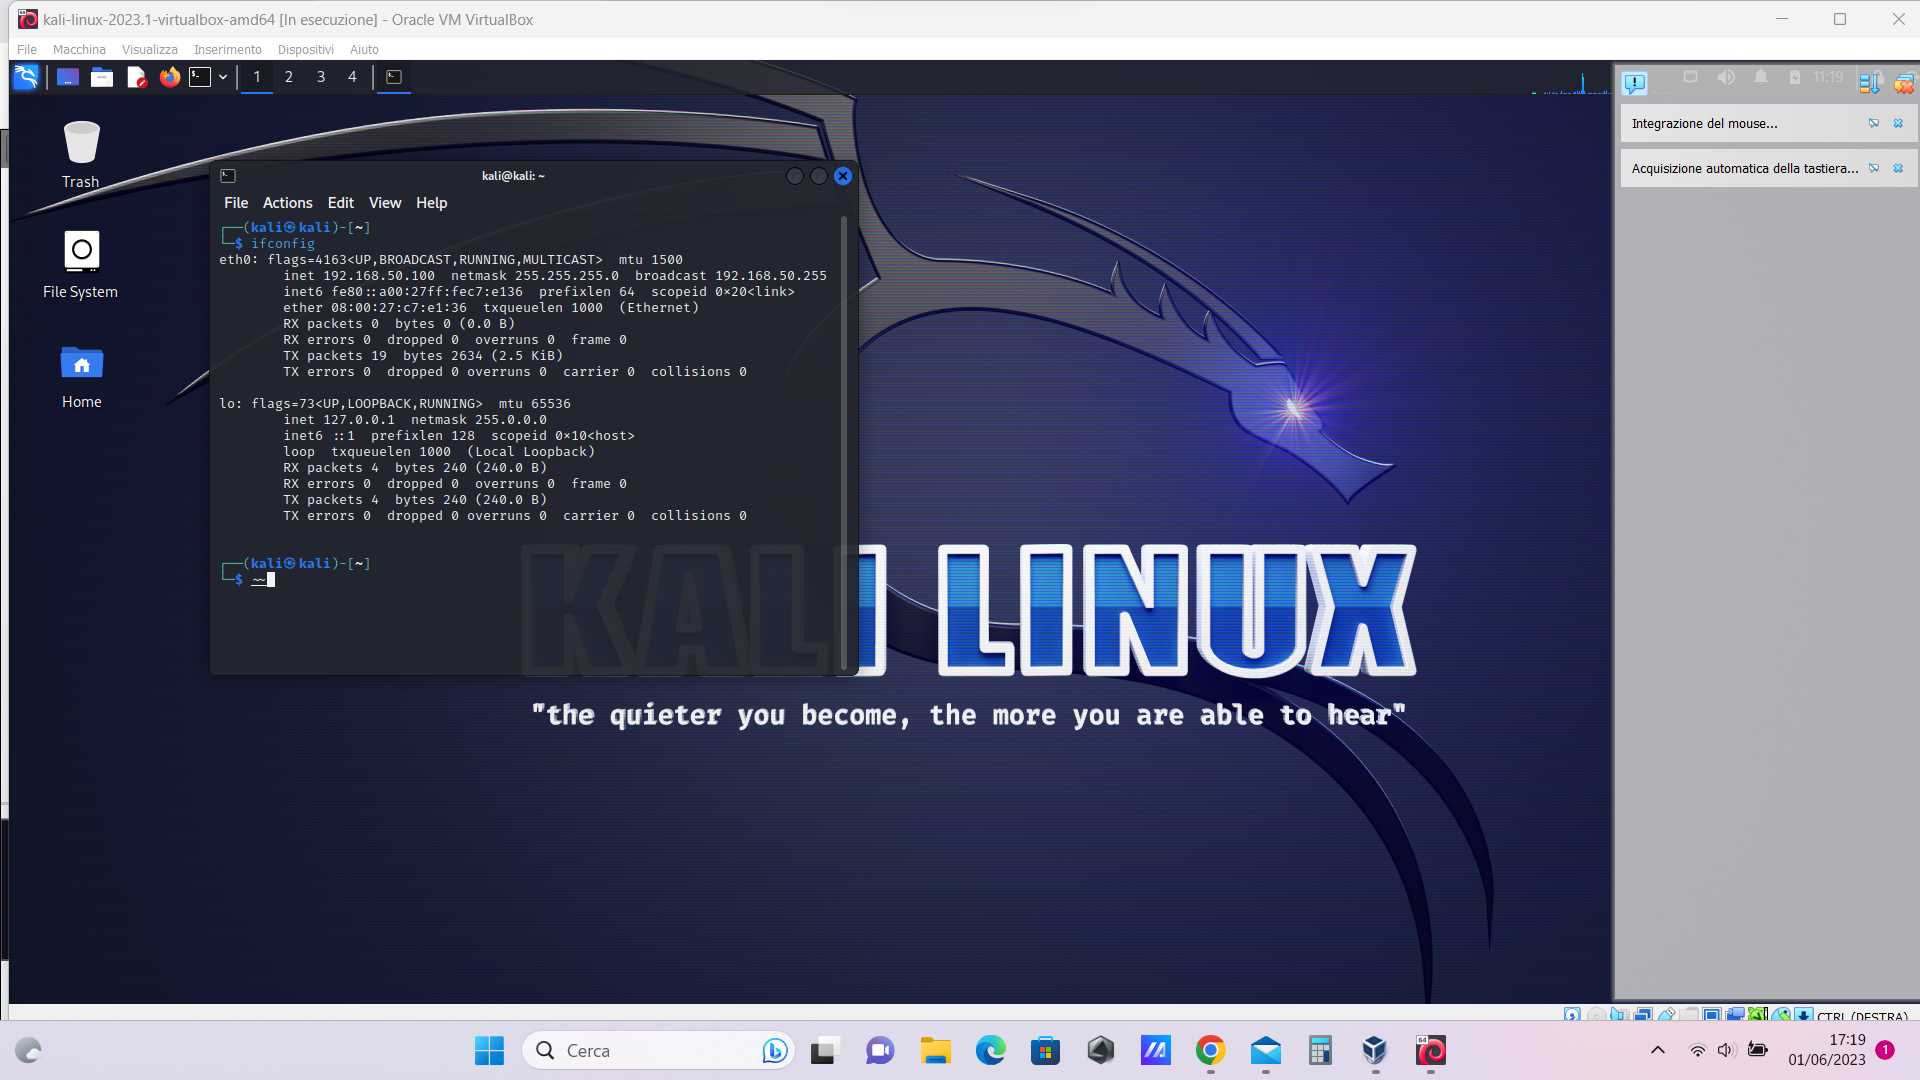 kali-linux-2023.1-virtualbox-amd64 [In esecuzione] - Oracle VM VirtualBox
File Macchina Visualizza Inserimento Dispositivi Aiuto
1 2 3 4
11:19
Integrazione del mouse...
Acquisizione automatica della tastiera...
Trash
File System
Home
kali@kali: ~
File Actions Edit View Help
┌──(kali㉿kali)-[~]
└─$ ifconfig
eth0: flags=4163<UP,BROADCAST,RUNNING,MULTICAST>  mtu 1500
        inet 192.168.50.100  netmask 255.255.255.0  broadcast 192.168.50.255
        inet6 fe80::a00:27ff:fec7:e136  prefixlen 64  scopeid 0×20<link>
        ether 08:00:27:c7:e1:36  txqueuelen 1000  (Ethernet)
        RX packets 0  bytes 0 (0.0 B)
        RX errors 0  dropped 0  overruns 0  frame 0
        TX packets 19  bytes 2634 (2.5 KiB)
        TX errors 0  dropped 0 overruns 0  carrier 0  collisions 0
lo: flags=73<UP,LOOPBACK,RUNNING>  mtu 65536
        inet 127.0.0.1  netmask 255.0.0.0
        inet6 ::1  prefixlen 128  scopeid 0×10<host>
        loop  txqueuelen 1000  (Local Loopback)
        RX packets 4  bytes 240 (240.0 B)
        RX errors 0  dropped 0  overruns 0  frame 0
        TX packets 4  bytes 240 (240.0 B)
        TX errors 0  dropped 0 overruns 0  carrier 0  collisions 0
┌──(kali㉿kali)-[~]
└─$ ~~
KALI LINUX
"the quieter you become, the more you are able to hear"
CTRL (DESTRA)
Cerca
17:19
01/06/2023
1